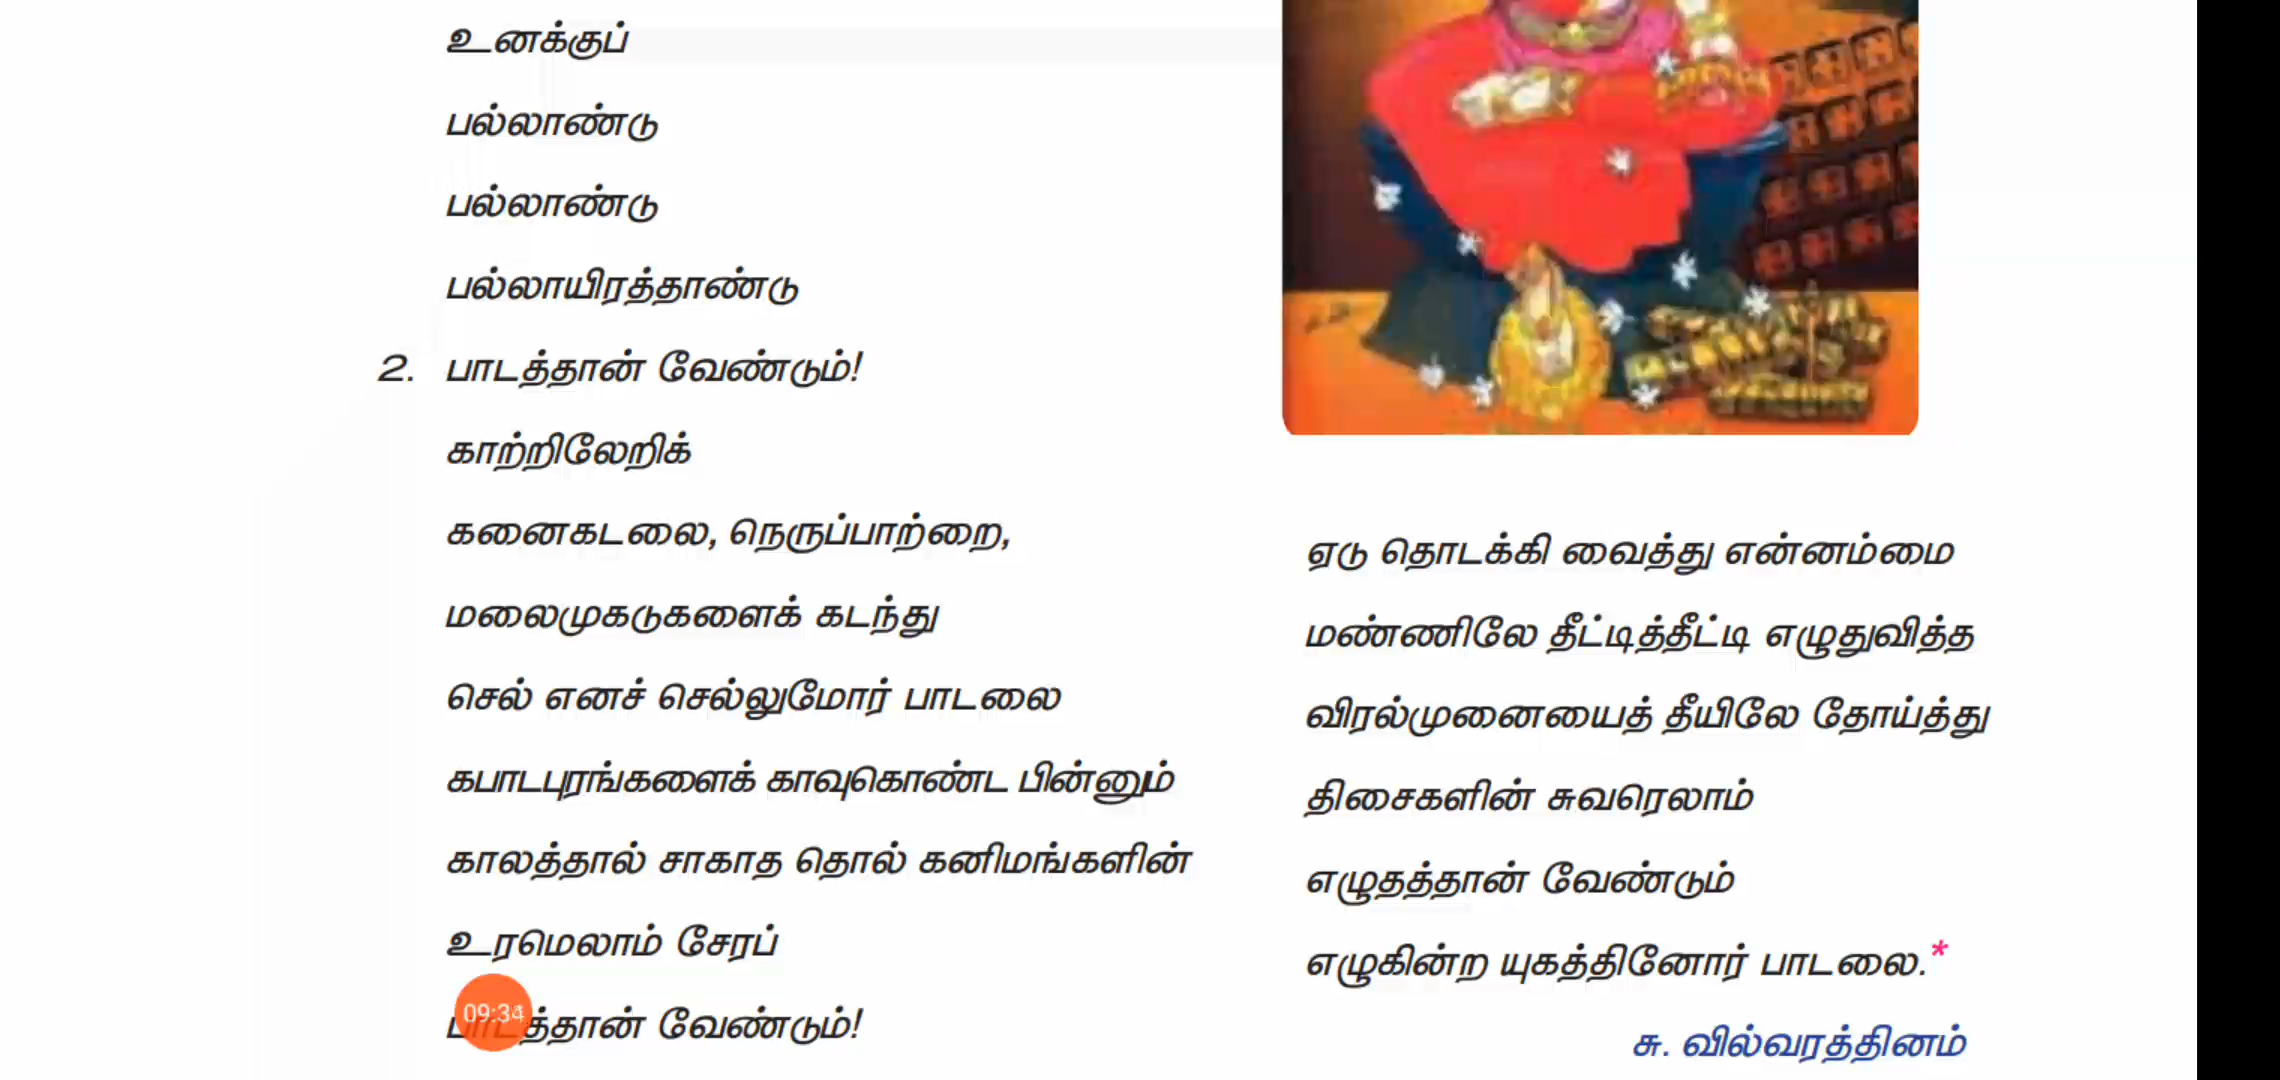 உனக்குப்
பல்லாண்டு
பல்லாண்டு
பல்லாயிரத்தாண்டு
2. பாடத்தான் வேண்டும்!
காற்றிலேறிக்
கனைகடலை, நெருப்பாற்றை,
மலைமுகடுகளைக் கடந்து
செல் எனச் செல்லுமோர் பாடலை
கபாடபுரங்களைக் காவுகொண்ட பின்னும்
காலத்தால் சாகாத தொல் கனிமங்களின்
உரமெலாம் சேரப்
பாடத்தான் வேண்டும்!
09:34
ஏடு தொடக்கி வைத்து என்னம்மை
மண்ணிலே தீட்டித்தீட்டி எழுதுவித்த
விரல்முனையைத் தீயிலே தோய்த்து
திசைகளின் சுவரெலாம்
எழுதத்தான் வேண்டும்
எழுகின்ற யுகத்தினோர் பாடலை.*
சு. வில்வரத்தினம்